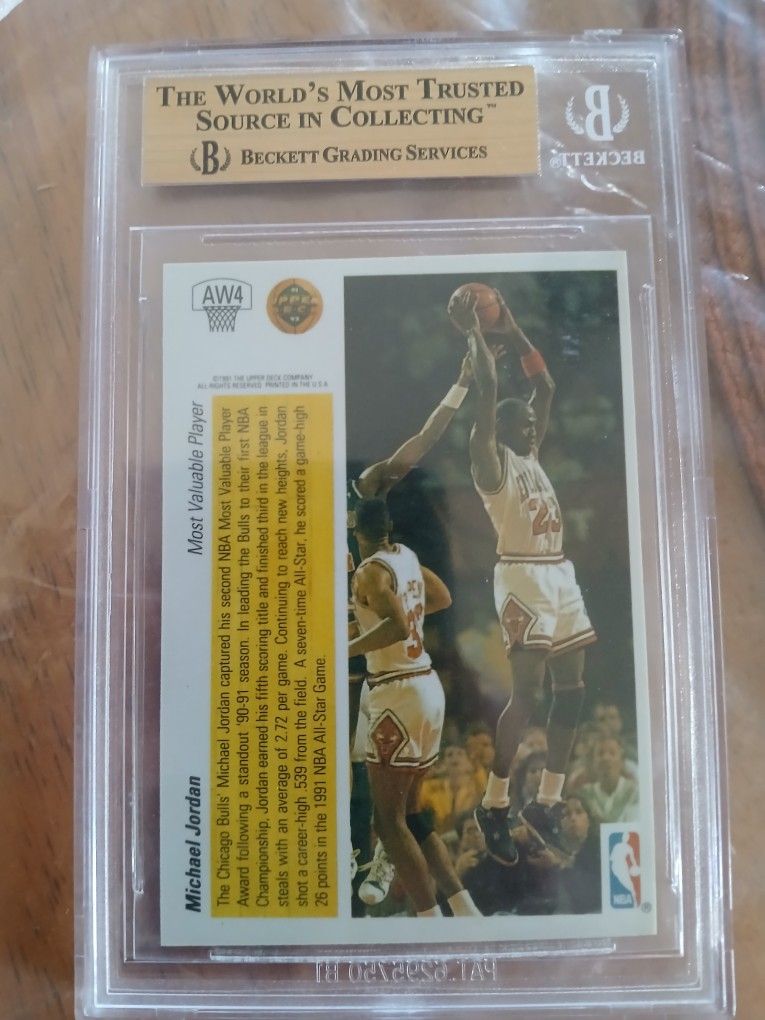 THE WORLD'S MOST TRUSTED
SOURCE IN COLLECTING™
B BECKETT GRADING SERVICES
B
BECKETT®
AW4
UPPER
©1991 THE UPPER DECK COMPANY
ALL RIGHTS RESERVED. PRINTED IN THE U.S.A.
Michael Jordan
Most Valuable Player
The Chicago Bulls' Michael Jordan captured his second NBA Most Valuable Player
Award following a standout '90-91 season. In leading the Bulls to their first NBA
Championship, Jordan earned his fifth scoring title and finished third in the league in
steals with an average of 2.72 per game. Continuing to reach new heights, Jordan
shot a career-high .539 from the field. A seven-time All-Star, he scored a game-high
26 points in the 1991 NBA All-Star Game.
23
NBA
®
PAT. 6295750 B1